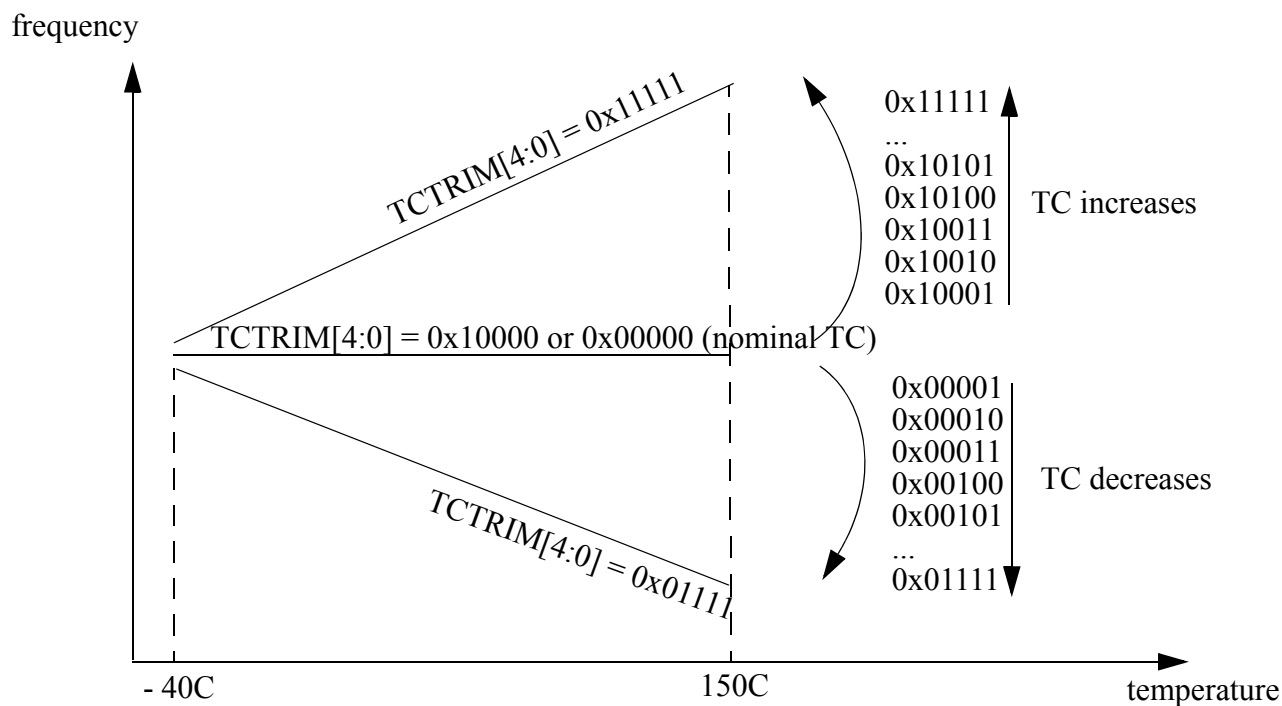 frequency
TCTRIM[4:0] = 0x11111
0x11111
...
0x10101
0x10100
0x10011
0x10010
0x10001
TC increases
TCTRIM[4:0] = 0x10000 or 0x00000 (nominal TC)
0x00001
0x00010
0x00011
0x00100
0x00101
...
0x01111
TC decreases
TCTRIM[4:0] = 0x01111
- 40C
150C
temperature